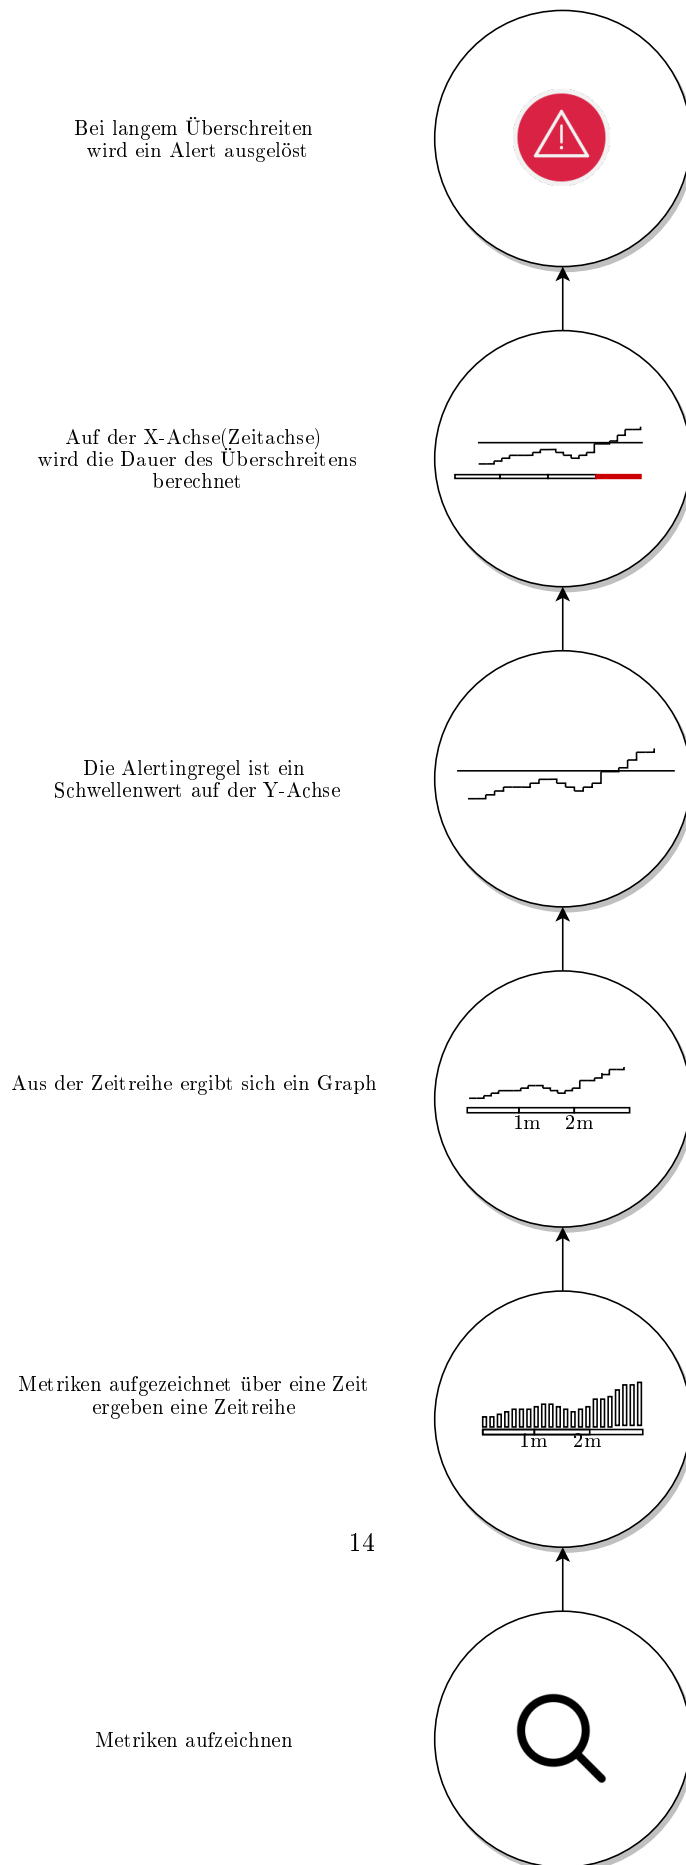 Bei langem Überschreiten
wird ein Alert ausgelöst
Auf der X-Achse(Zeitachse)
wird die Dauer des Überschreitens
berechnet
Die Alertingregel ist ein
Schwellenwert auf der Y-Achse
Aus der Zeitreihe ergibt sich ein Graph
1m 2m
Metriken aufgezeichnet über eine Zeit
ergeben eine Zeitreihe
1m 2m
14
Metriken aufzeichnen